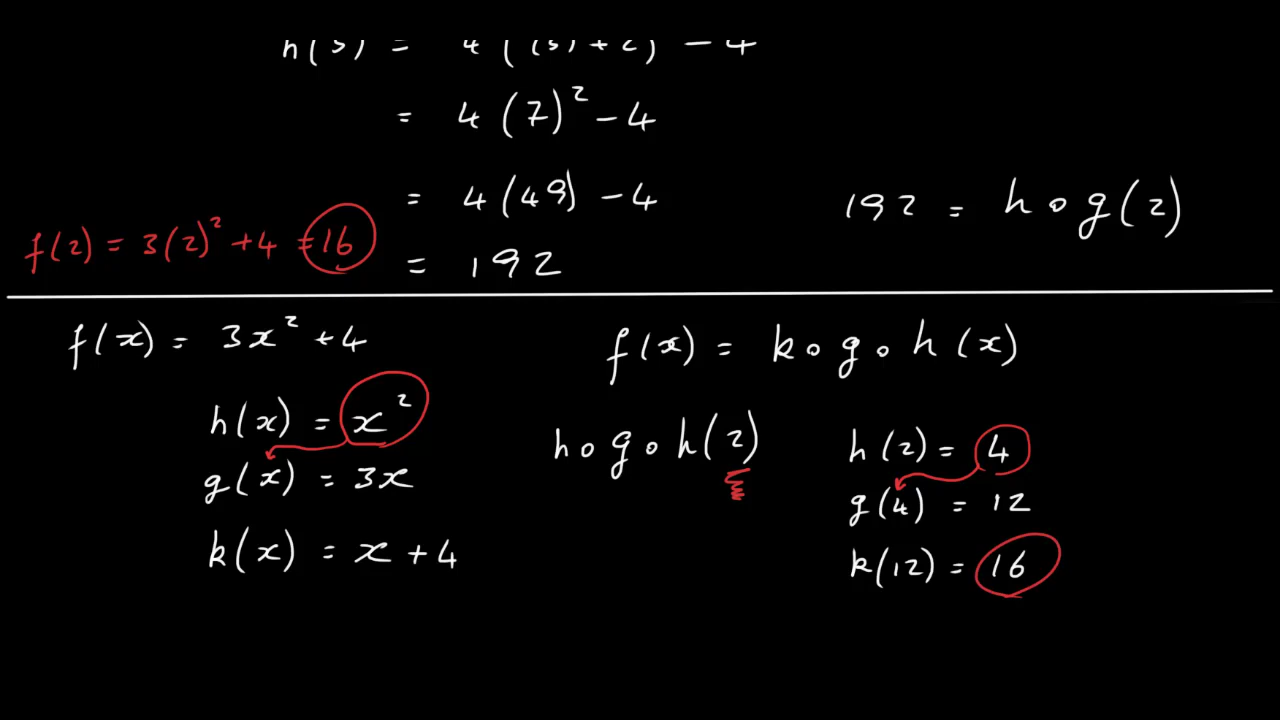 = 4(7)² - 4
= 4(49) - 4
192 = h∘g(2)
f(2) = 3(2)² + 4 = 16
= 192
f(x) = 3x² + 4
f(x) = k∘g∘h(x)
h(x) = x²
h∘g∘h(2)
h(2) = 4
g(x) = 3x
g(4) = 12
k(x) = x + 4
k(12) = 16